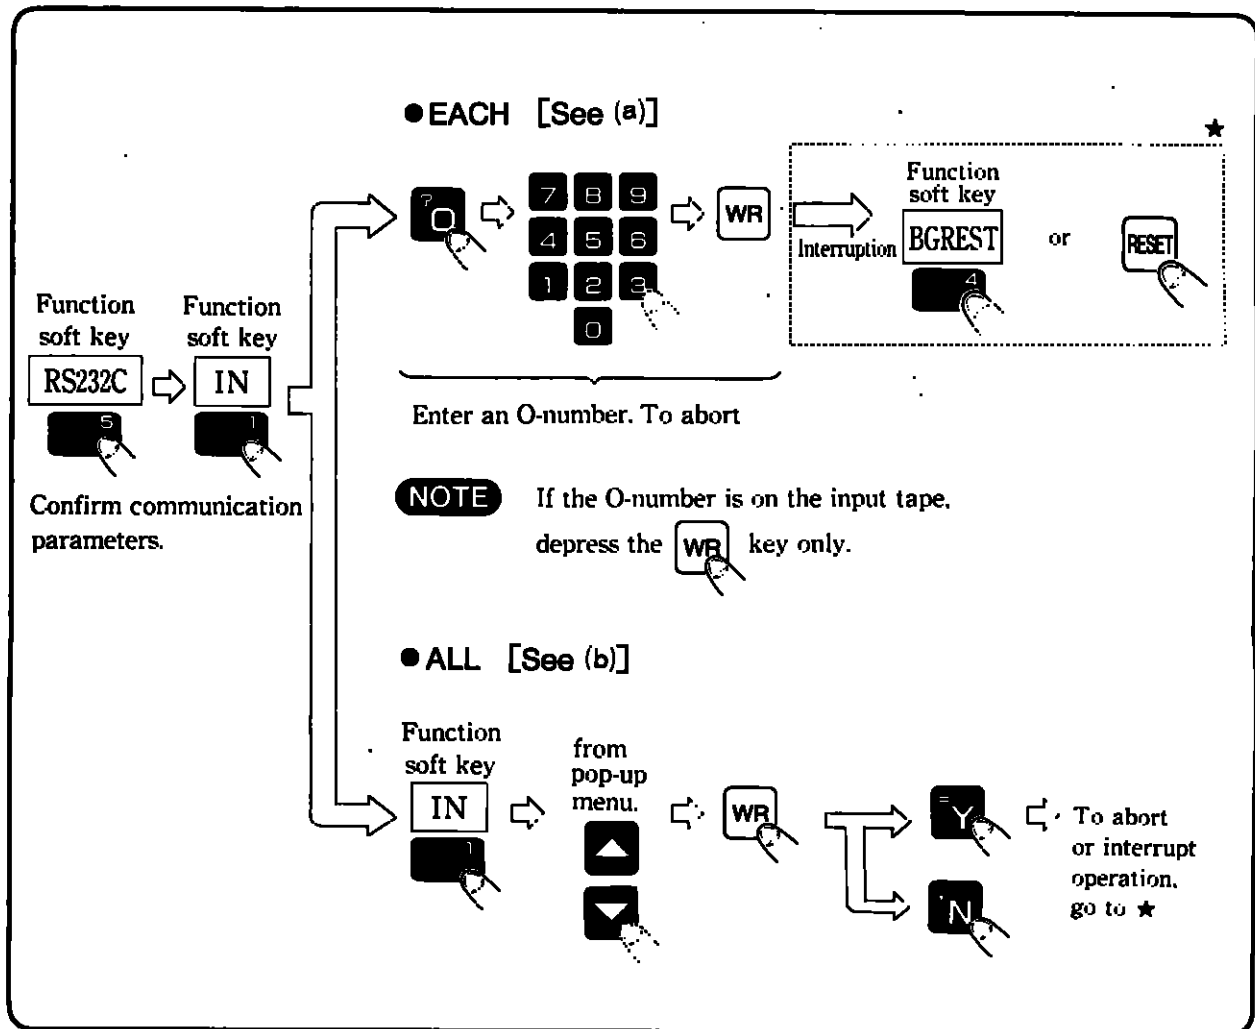 ● EACH [See (a)]
★
? O
7 8 9
4 5 6
1 2 3
0
WR
Interruption
Function
soft key
BGREST
4
or
RESET
Function
soft key
RS232C
5
Function
soft key
IN
1
Confirm communication
parameters.
Enter an O-number. To abort
NOTE If the O-number is on the input tape,
depress the WR key only.
● ALL [See (b)]
Function
soft key
IN
1
from
pop-up
menu.
WR
= Y
N
To abort
or interrupt
operation,
go to ★